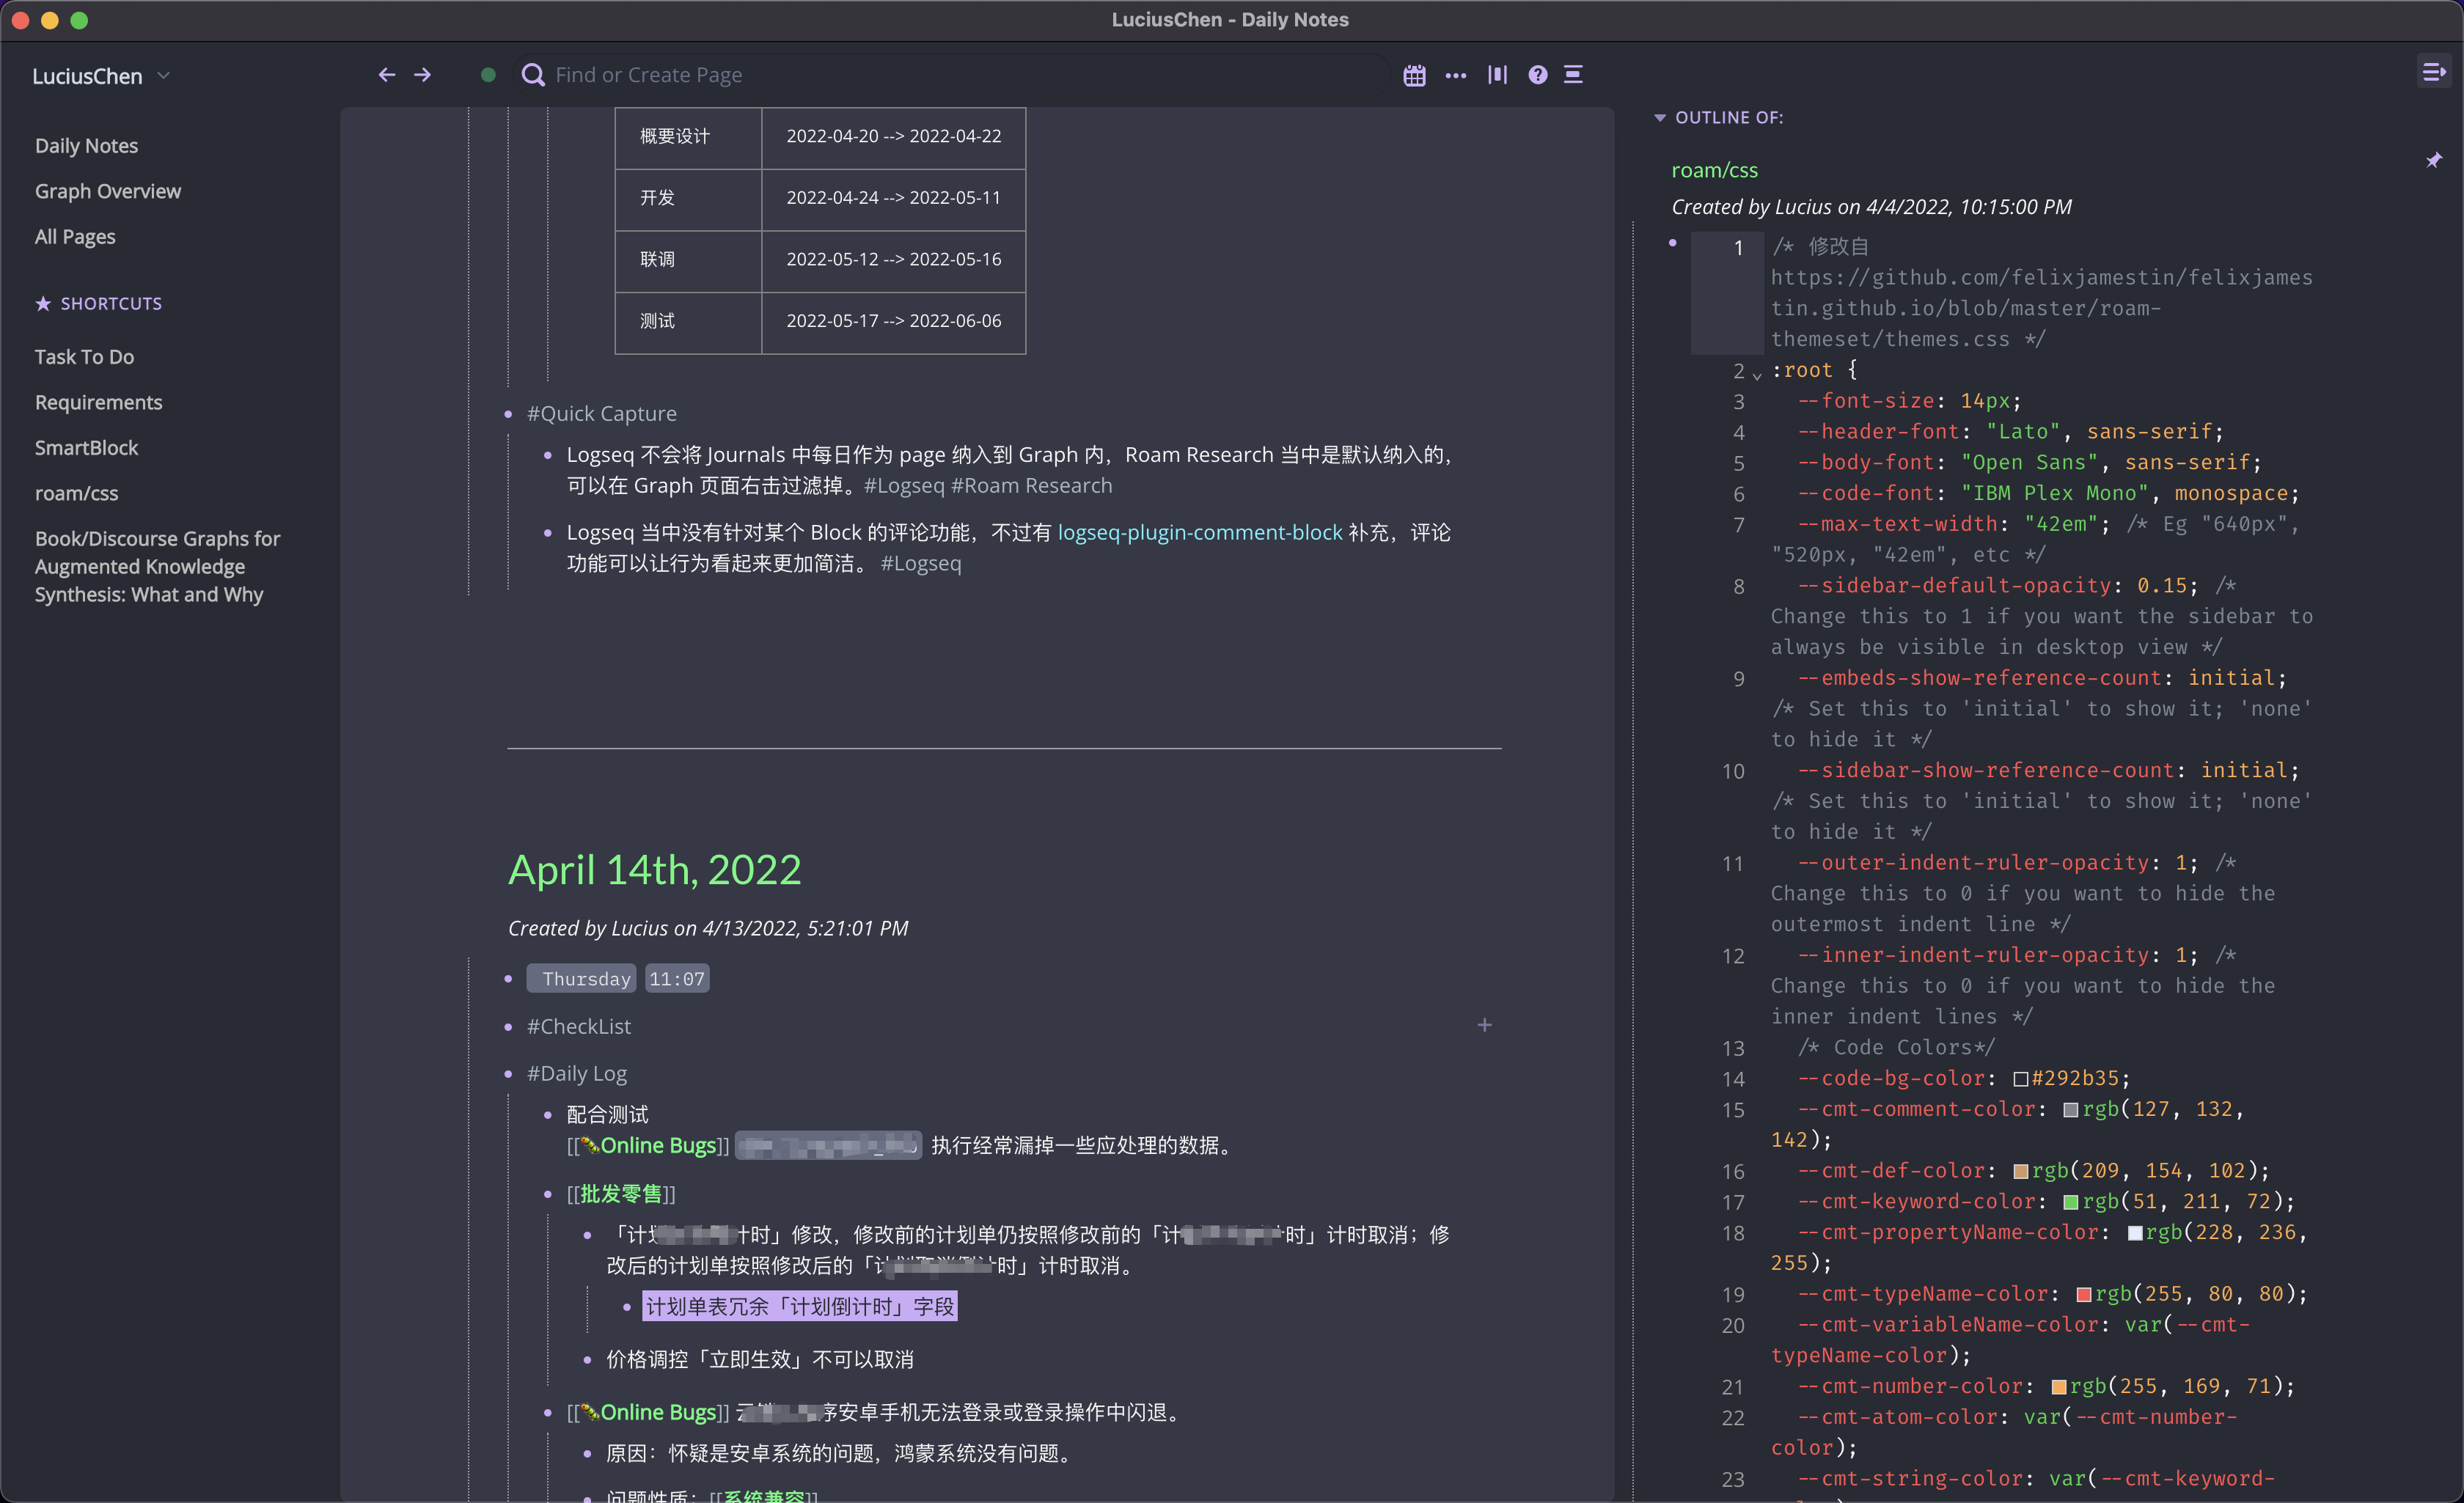 LuciusChen - Daily Notes
LuciusChen
Find or Create Page
Daily Notes
Graph Overview
All Pages
SHORTCUTS
Task To Do
Requirements
SmartBlock
roam/css
Book/Discourse Graphs for
Augmented Knowledge
Synthesis: What and Why
概要设计 2022-04-20 --> 2022-04-22
开发 2022-04-24 --> 2022-05-11
联调 2022-05-12 --> 2022-05-16
测试 2022-05-17 --> 2022-06-06
#Quick Capture
Logseq 不会将 Journals 中每日作为 page 纳入到 Graph 内，Roam Research 当中是默认纳入的，
可以在 Graph 页面右击过滤掉。#Logseq #Roam Research
Logseq 当中没有针对某个 Block 的评论功能，不过有 logseq-plugin-comment-block 补充，评论
功能可以让行为看起来更加简洁。 #Logseq
April 14th, 2022
Created by Lucius on 4/13/2022, 5:21:01 PM
Thursday 11:07
#CheckList
#Daily Log
配合测试
[[🐛Online Bugs]] 执行经常漏掉一些应处理的数据。
[[批发零售]]
「计划 计时」修改，修改前的计划单仍按照修改前的「计 时」计时取消；修
改后的计划单按照修改后的「 时」计时取消。
计划单表冗余「计划倒计时」字段
价格调控「立即生效」不可以取消
[[🐛Online Bugs]] 序安卓手机无法登录或登录操作中闪退。
原因：怀疑是安卓系统的问题，鸿蒙系统没有问题。
问题性质：[[系统兼容]]
OUTLINE OF:
roam/css
Created by Lucius on 4/4/2022, 10:15:00 PM
1 /* 修改自
https://github.com/felixjamestin/felixjames
tin.github.io/blob/master/roam-
themeset/themes.css */
2 :root {
3 --font-size: 14px;
4 --header-font: "Lato", sans-serif;
5 --body-font: "Open Sans", sans-serif;
6 --code-font: "IBM Plex Mono", monospace;
7 --max-text-width: "42em"; /* Eg "640px",
"520px, "42em", etc */
8 --sidebar-default-opacity: 0.15; /*
Change this to 1 if you want the sidebar to
always be visible in desktop view */
9 --embeds-show-reference-count: initial;
/* Set this to 'initial' to show it; 'none'
to hide it */
10 --sidebar-show-reference-count: initial;
/* Set this to 'initial' to show it; 'none'
to hide it */
11 --outer-indent-ruler-opacity: 1; /*
Change this to 0 if you want to hide the
outermost indent line */
12 --inner-indent-ruler-opacity: 1; /*
Change this to 0 if you want to hide the
inner indent lines */
13 /* Code Colors*/
14 --code-bg-color: #292b35;
15 --cmt-comment-color: rgb(127, 132,
142);
16 --cmt-def-color: rgb(209, 154, 102);
17 --cmt-keyword-color: rgb(51, 211, 72);
18 --cmt-propertyName-color: rgb(228, 236,
255);
19 --cmt-typeName-color: rgb(255, 80, 80);
20 --cmt-variableName-color: var(--cmt-
typeName-color);
21 --cmt-number-color: rgb(255, 169, 71);
22 --cmt-atom-color: var(--cmt-number-
color);
23 --cmt-string-color: var(--cmt-keyword-